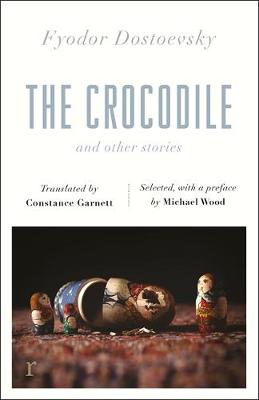 Fyodor Dostoevsky
THE CROCODILE
and other stories
Translated by
Constance Garnett
Selected, with a preface
by Michael Wood
r